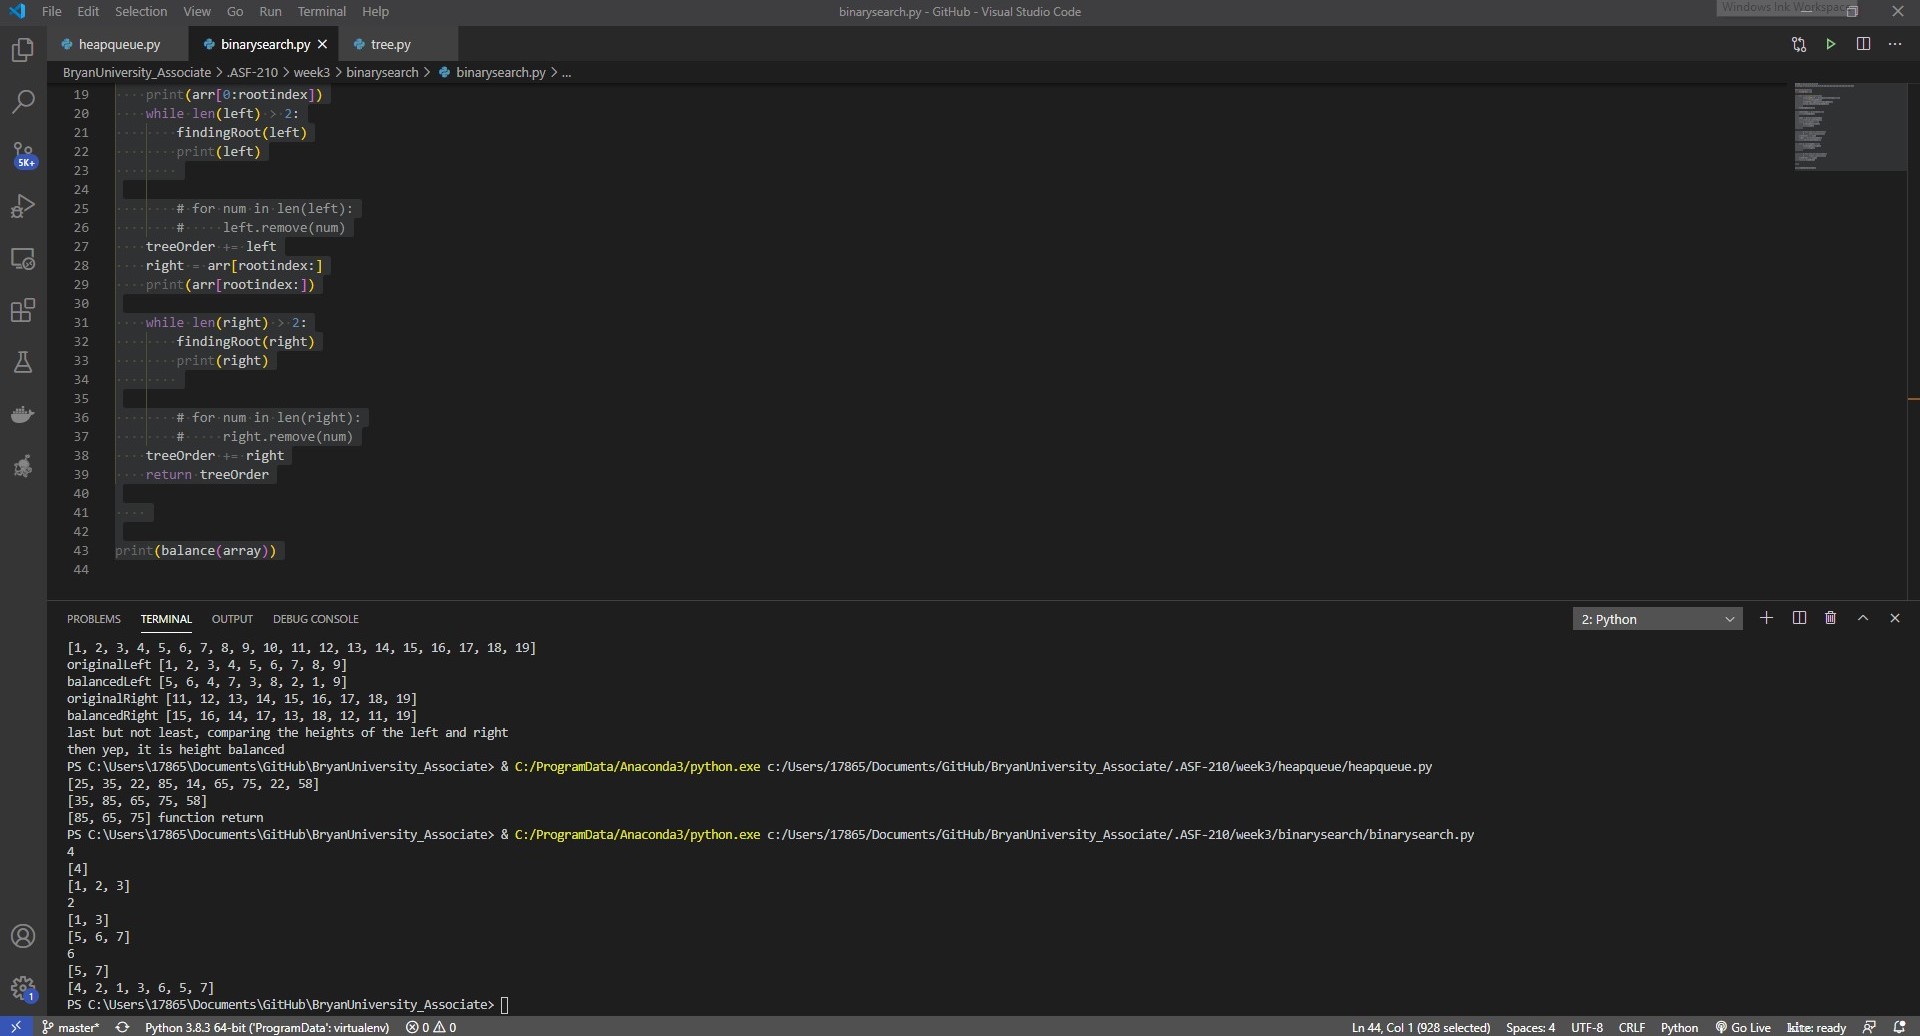 File Edit Selection View Go Run Terminal Help
binarysearch.py - GitHub - Visual Studio Code
Windows Ink Workspace
heapqueue.py
binarysearch.py
tree.py
BryanUniversity_Associate > .ASF-210 > week3 > binarysearch > binarysearch.py > ...
5K+
19 print(arr[0:rootindex])
20 while len(left) > 2:
21 findingRoot(left)
22 print(left)
23
24
25 # for num in len(left):
26 # left.remove(num)
27 treeOrder += left
28 right = arr[rootindex:]
29 print(arr[rootindex:])
30
31 while len(right) > 2:
32 findingRoot(right)
33 print(right)
34
35
36 # for num in len(right):
37 # right.remove(num)
38 treeOrder += right
39 return treeOrder
40
41
42
43 print(balance(array))
44
PROBLEMS TERMINAL OUTPUT DEBUG CONSOLE
2: Python
[1, 2, 3, 4, 5, 6, 7, 8, 9, 10, 11, 12, 13, 14, 15, 16, 17, 18, 19]
originalLeft [1, 2, 3, 4, 5, 6, 7, 8, 9]
balancedLeft [5, 6, 4, 7, 3, 8, 2, 1, 9]
originalRight [11, 12, 13, 14, 15, 16, 17, 18, 19]
balancedRight [15, 16, 14, 17, 13, 18, 12, 11, 19]
last but not least, comparing the heights of the left and right
then yep, it is height balanced
PS C:\Users\17865\Documents\GitHub\BryanUniversity_Associate> & C:/ProgramData/Anaconda3/python.exe c:/Users/17865/Documents/GitHub/BryanUniversity_Associate/.ASF-210/week3/heapqueue/heapqueue.py
[25, 35, 22, 85, 14, 65, 75, 22, 58]
[35, 85, 65, 75, 58]
[85, 65, 75] function return
PS C:\Users\17865\Documents\GitHub\BryanUniversity_Associate> & C:/ProgramData/Anaconda3/python.exe c:/Users/17865/Documents/GitHub/BryanUniversity_Associate/.ASF-210/week3/binarysearch/binarysearch.py
4
[4]
[1, 2, 3]
2
[1, 3]
[5, 6, 7]
6
[5, 7]
[4, 2, 1, 3, 6, 5, 7]
PS C:\Users\17865\Documents\GitHub\BryanUniversity_Associate>
1
master* Python 3.8.3 64-bit ('ProgramData': virtualenv) 0 0 Ln 44, Col 1 (928 selected) Spaces: 4 UTF-8 CRLF Python Go Live kite: ready